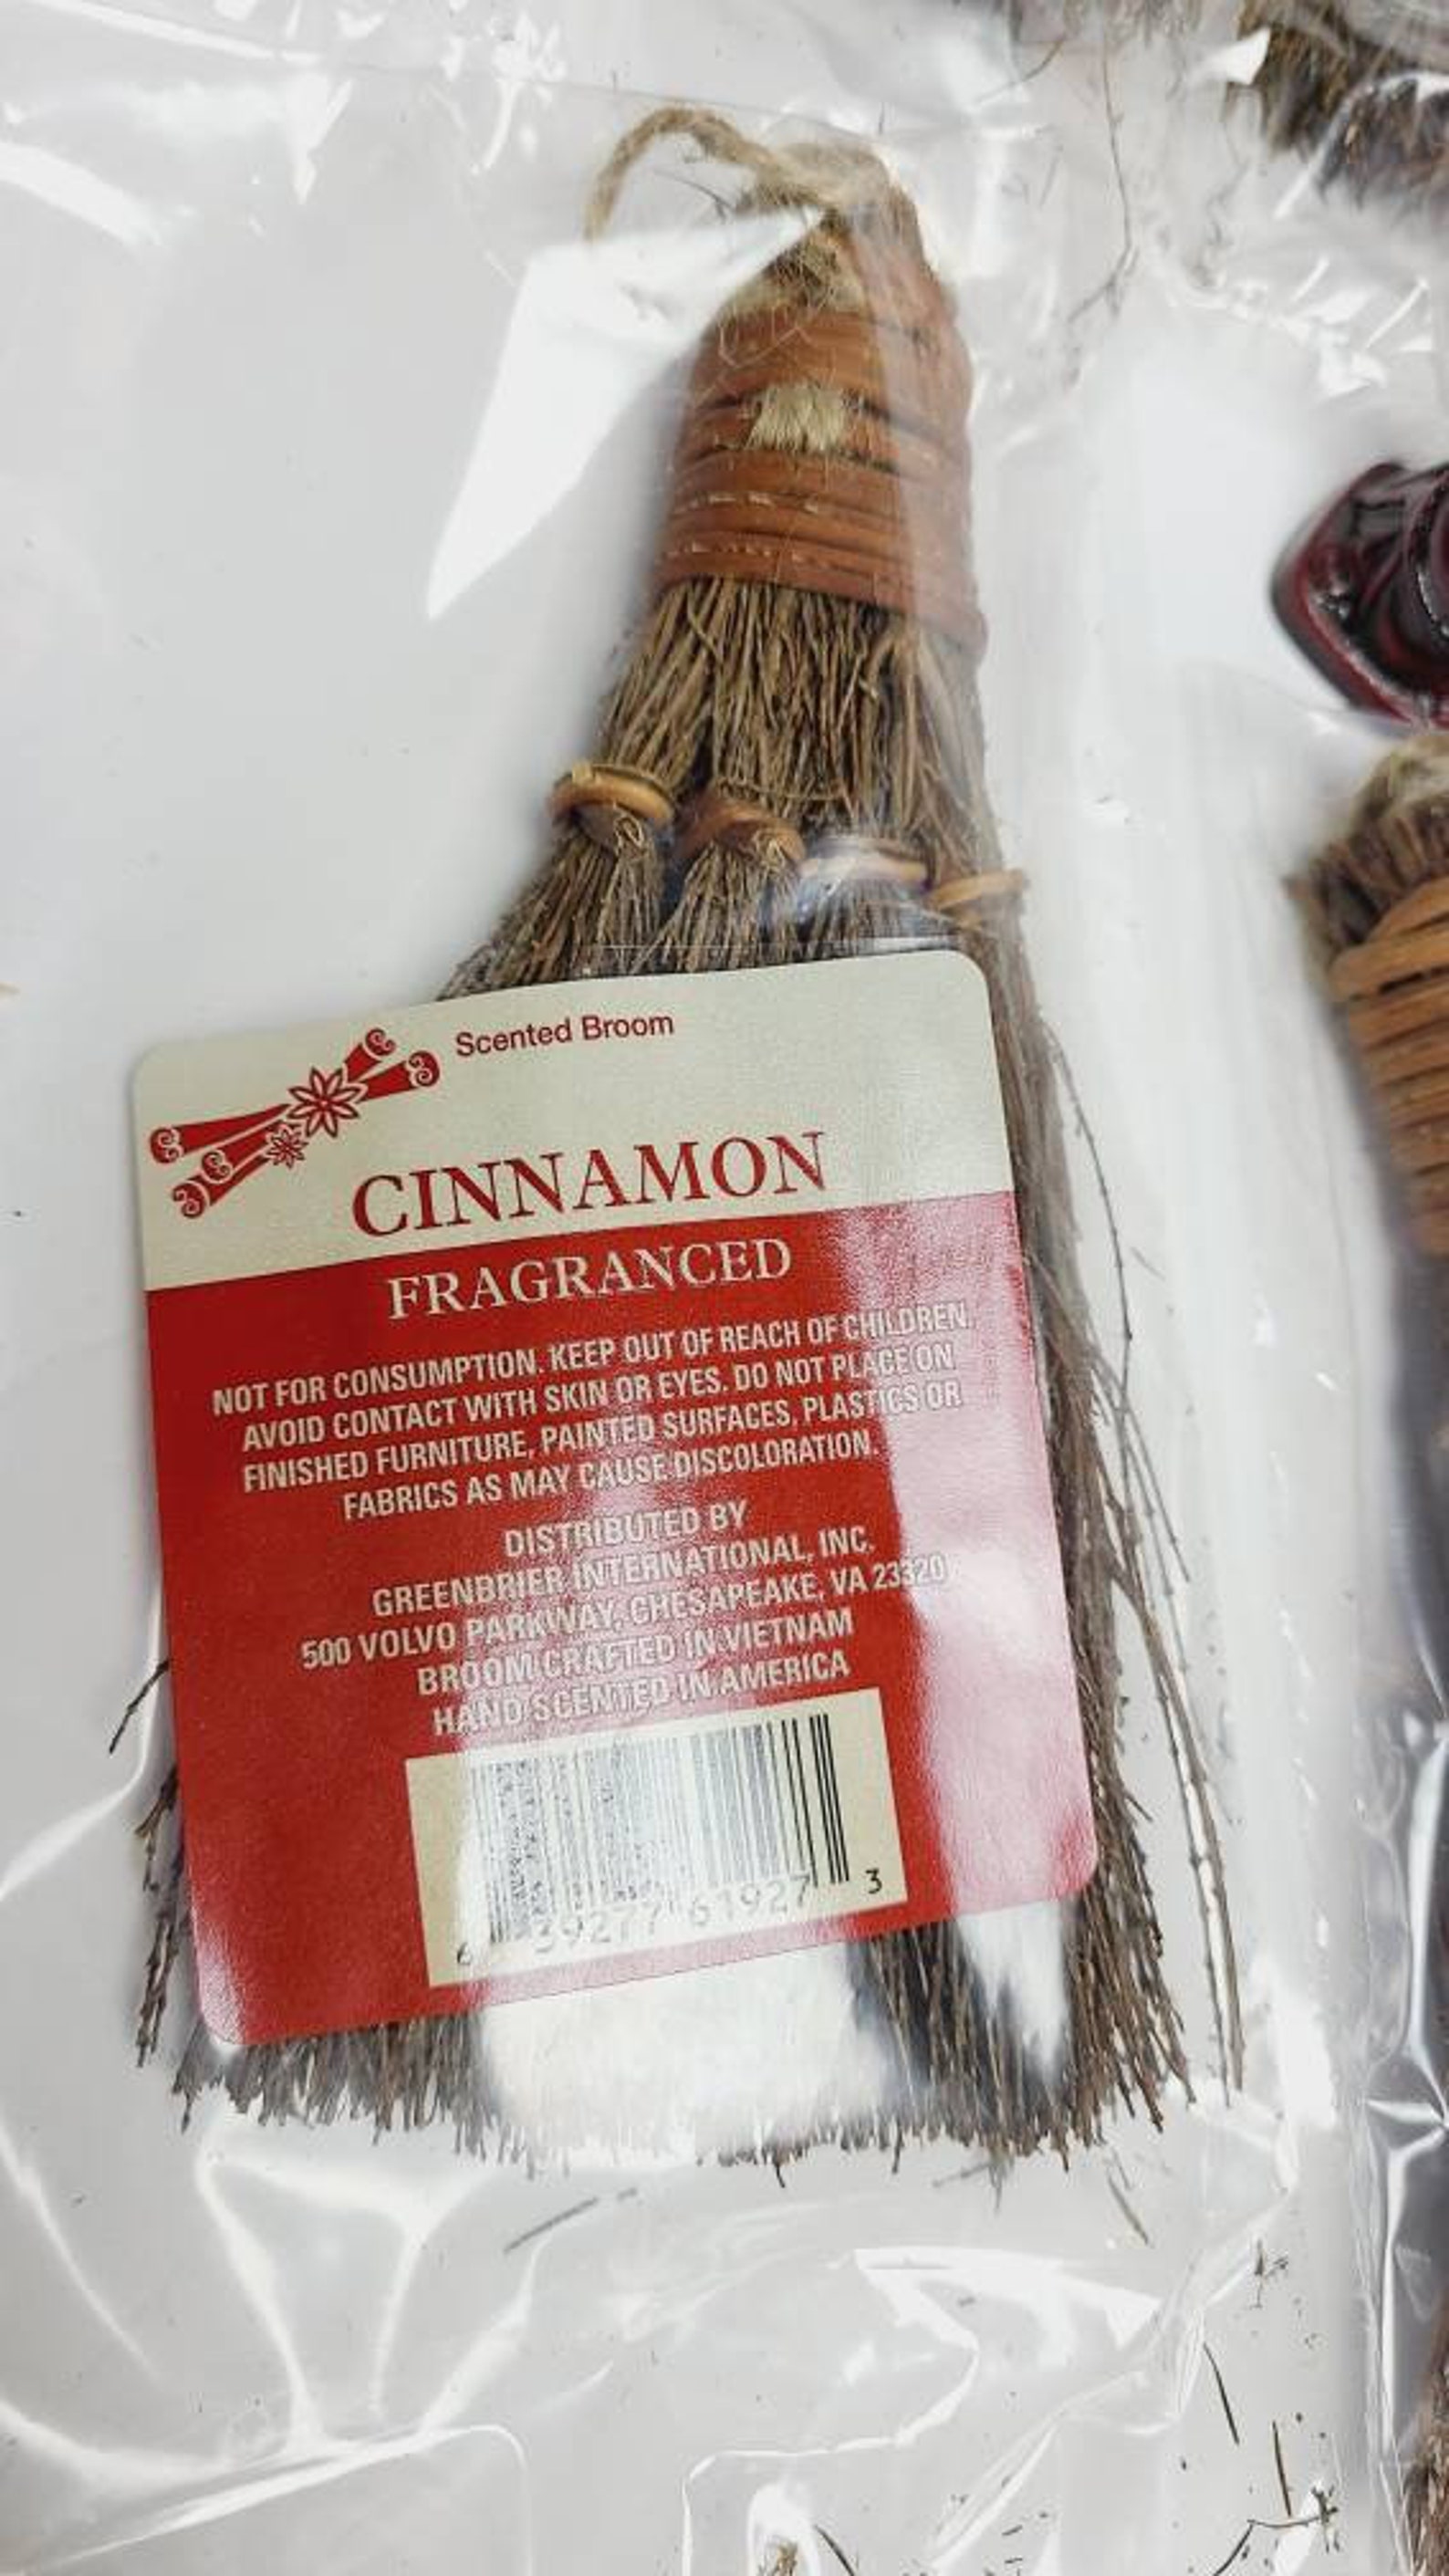 Scented Broom
CINNAMON
FRAGRANCED
NOT FOR CONSUMPTION. KEEP OUT OF REACH OF CHILDREN.
AVOID CONTACT WITH SKIN OR EYES. DO NOT PLACE ON
FINISHED FURNITURE, PAINTED SURFACES, PLASTICS OR
FABRICS AS MAY CAUSE DISCOLORATION.
DISTRIBUTED BY
GREENBRIER INTERNATIONAL, INC.
500 VOLVO PARKWAY, CHESAPEAKE, VA 23320
BROOM CRAFTED IN VIETNAM
HAND SCENTED IN AMERICA
6 39277 61927 3